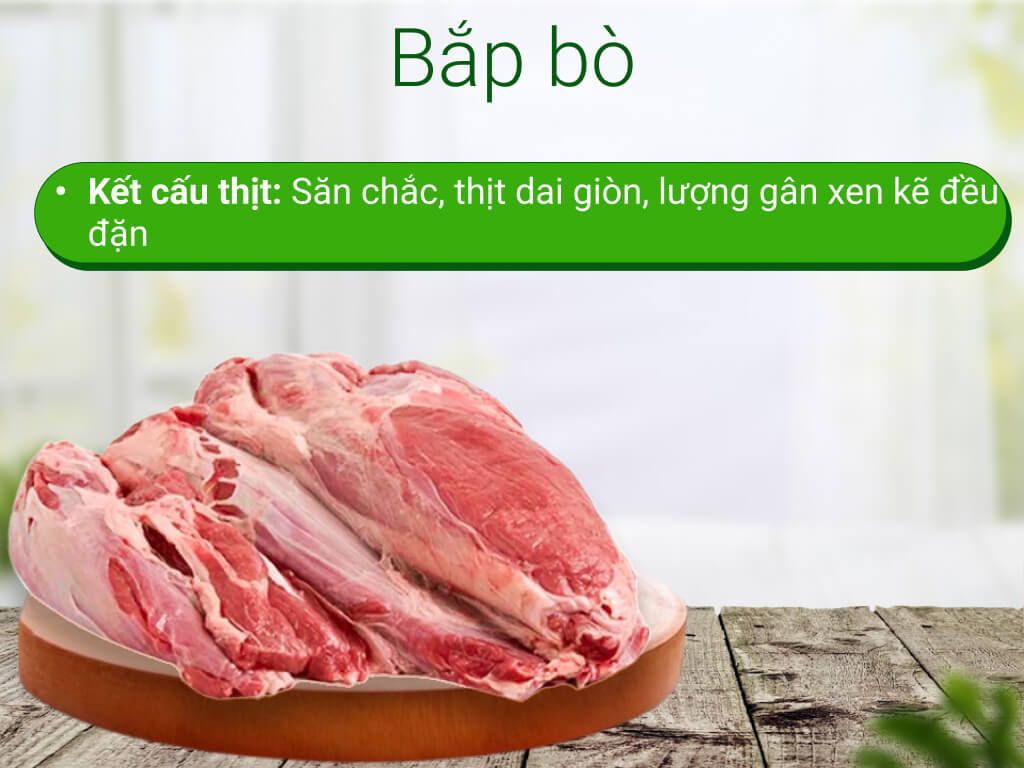 Bắp bò
• Kết cấu thịt: Săn chắc, thịt dai giòn, lượng gân xen kẽ đều
đặn